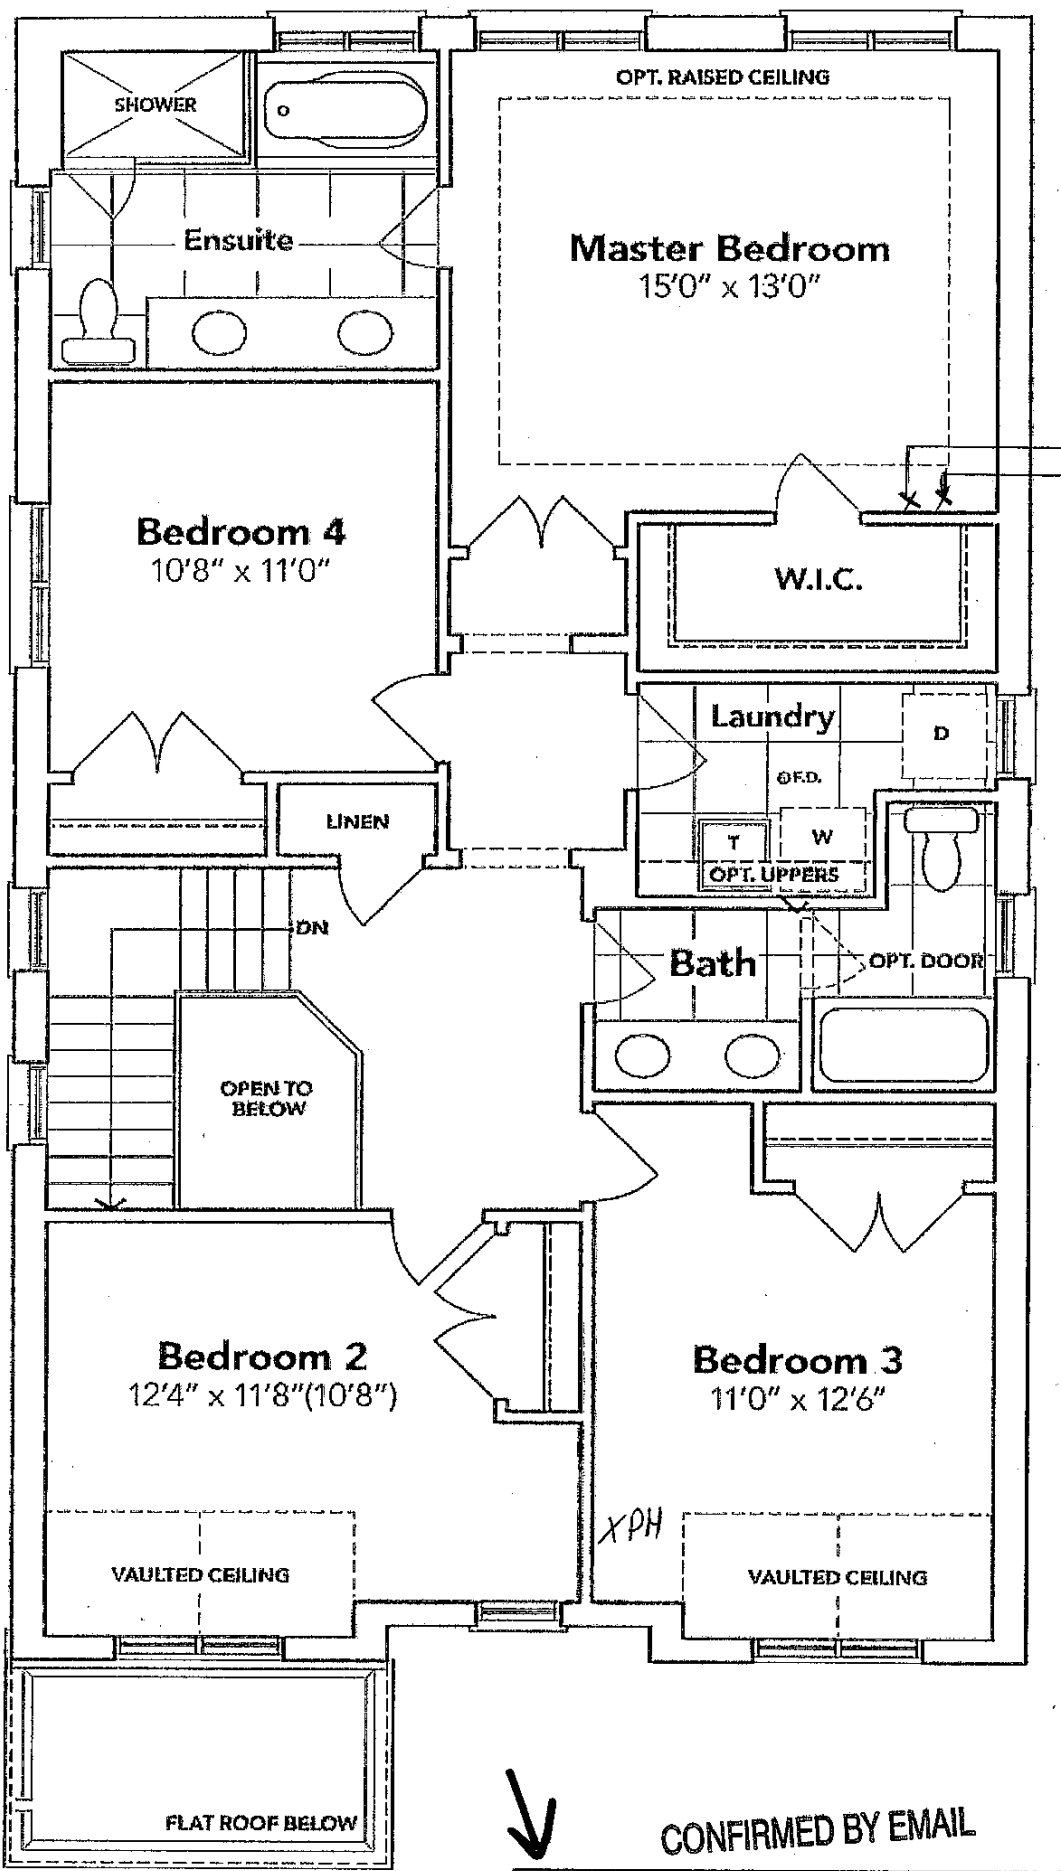 OPT. RAISED CEILING
SHOWER
Ensuite
Master Bedroom
15'0" x 13'0"
Bedroom 4
10'8" x 11'0"
W.I.C.
Laundry
D
F.D.
LINEN
T
W
OPT. UPPERS
DN
Bath
OPT. DOOR
OPEN TO
BELOW
Bedroom 2
12'4" x 11'8"(10'8")
Bedroom 3
11'0" x 12'6"
XPH
VAULTED CEILING
VAULTED CEILING
FLAT ROOF BELOW
CONFIRMED BY EMAIL